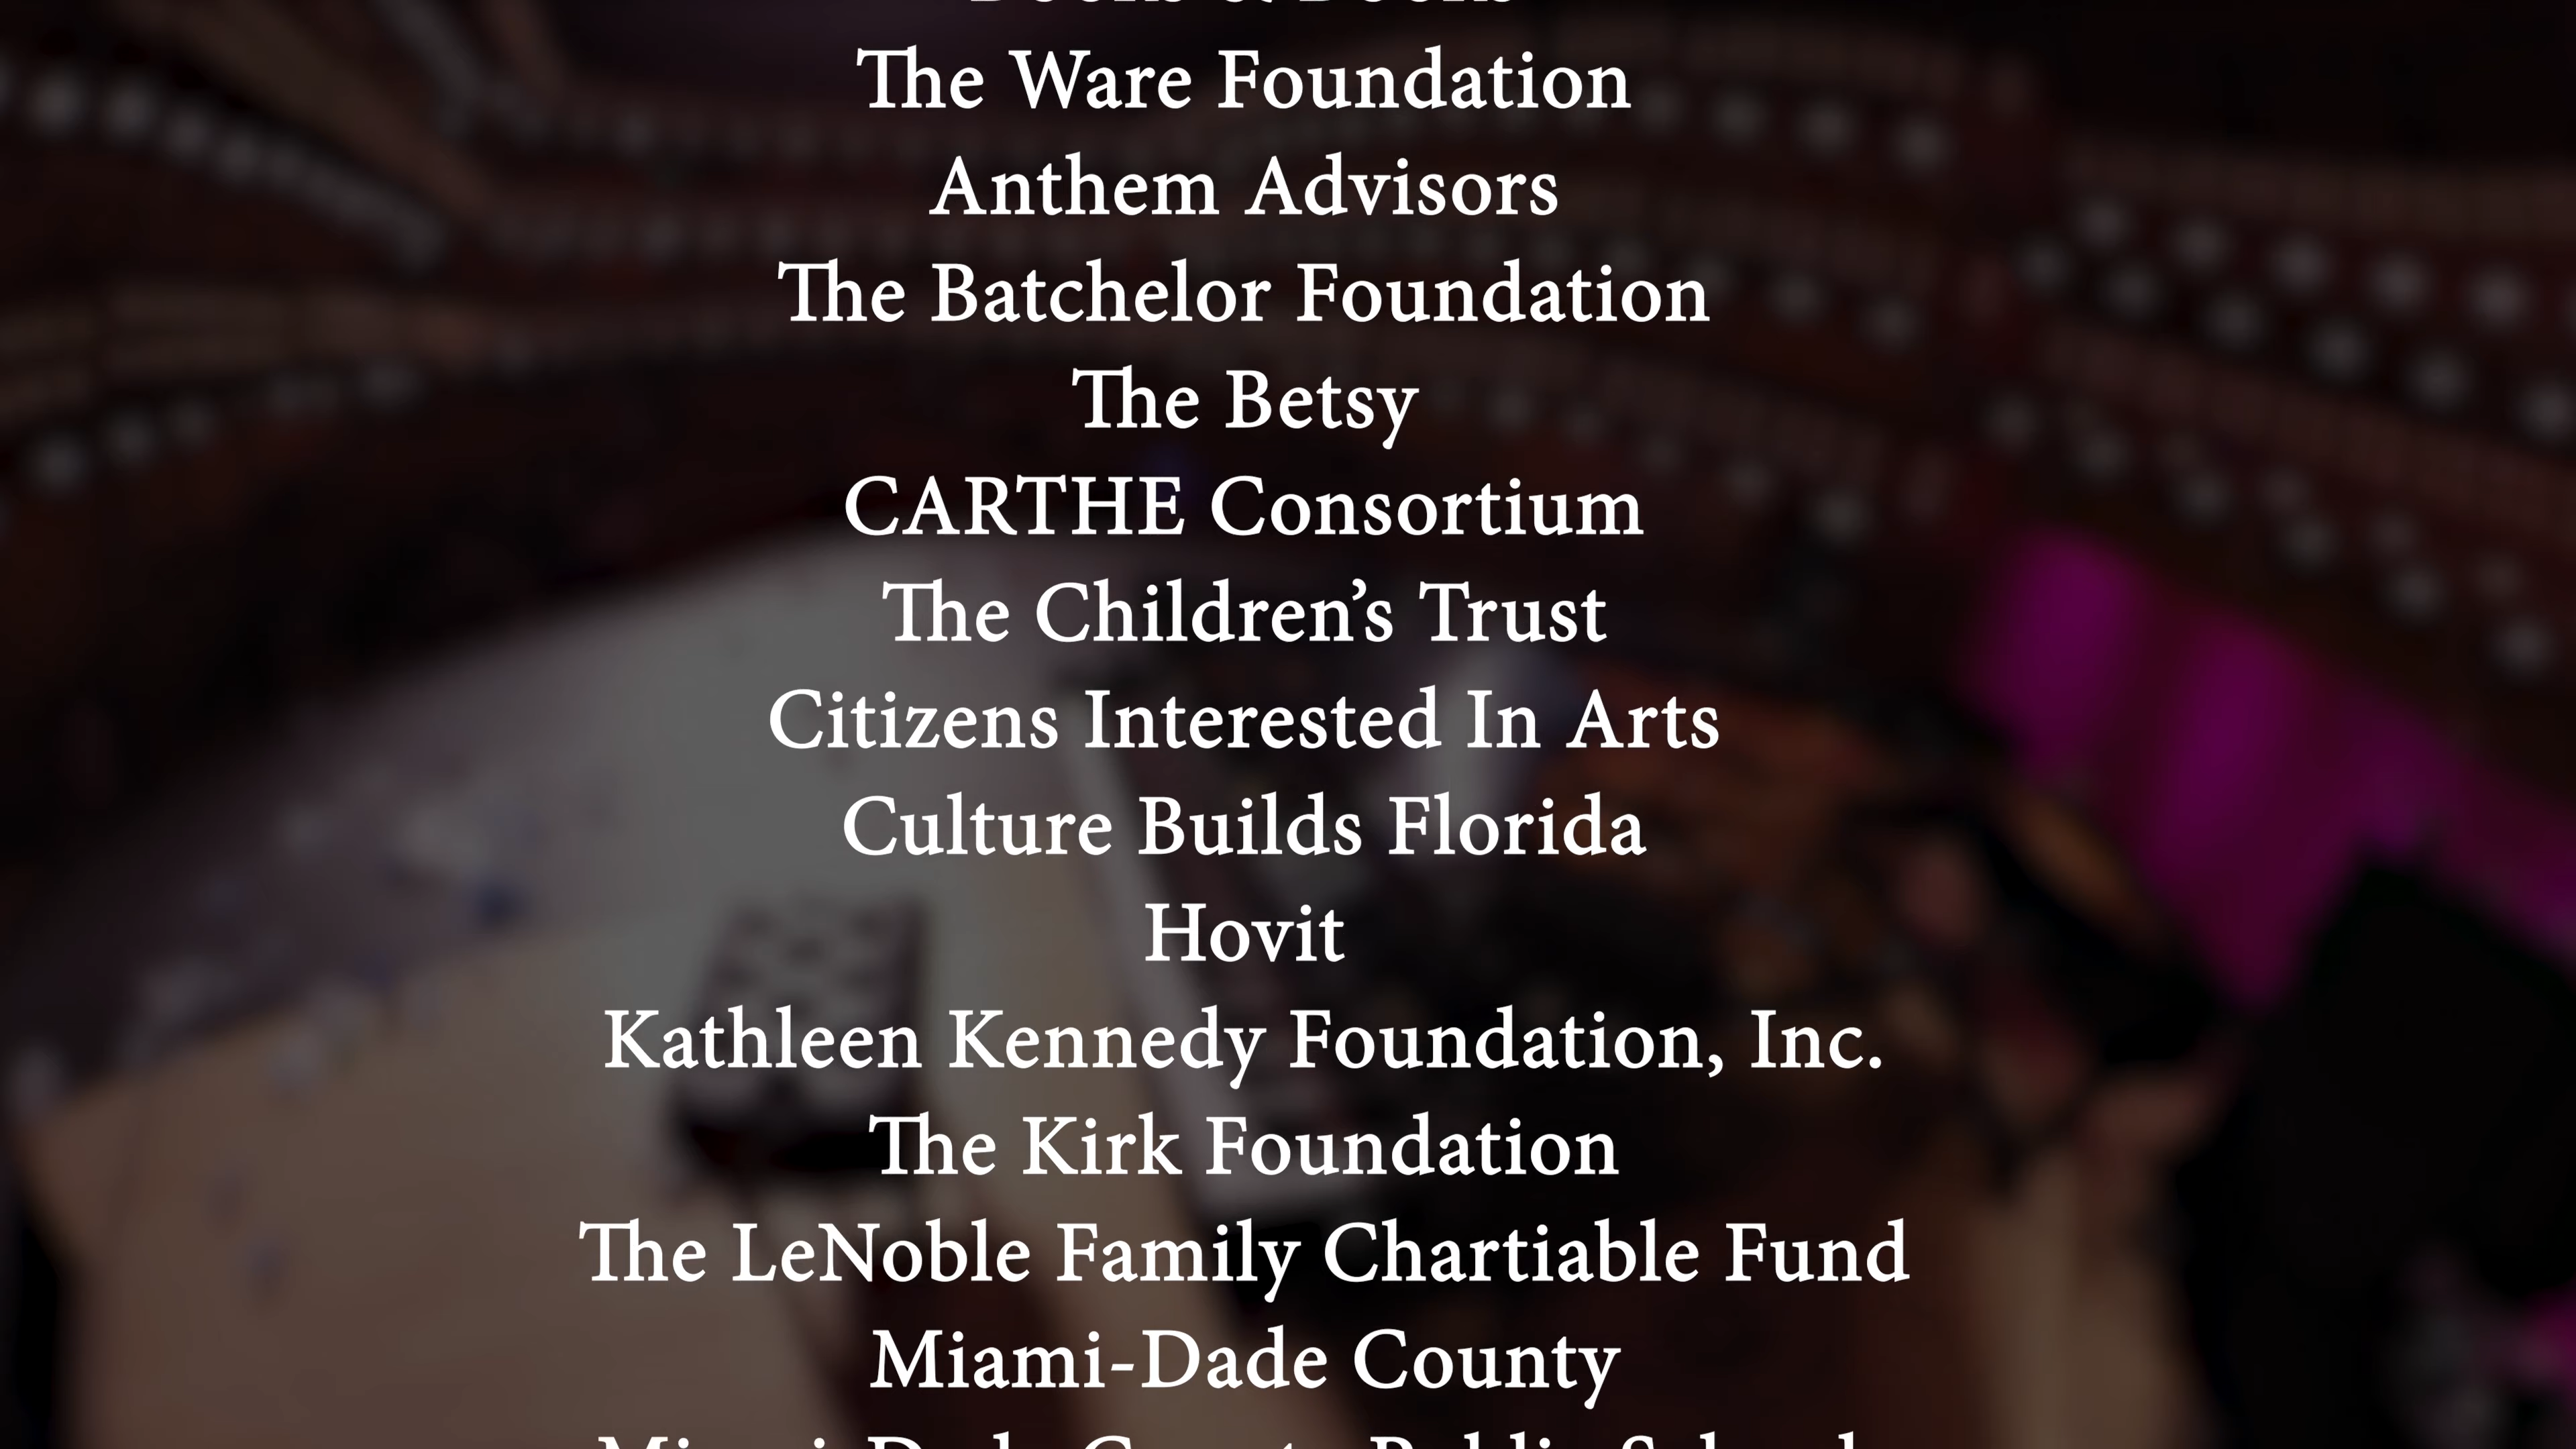 The Ware Foundation
Anthem Advisors
The Batchelor Foundation
The Betsy
CARTHE Consortium
The Children’s Trust
Citizens Interested In Arts
Culture Builds Florida
Hovit
Kathleen Kennedy Foundation, Inc.
The Kirk Foundation
The LeNoble Family Chartiable Fund
Miami-Dade County